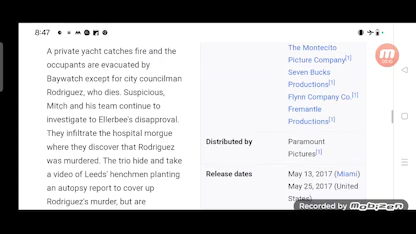 8:47
A private yacht catches fire and the
occupants are evacuated by
Baywatch except for city councilman
Rodriguez, who dies. Suspicious,
Mitch and his team continue to
investigate to Ellerbee's disapproval.
They infiltrate the hospital morgue
where they discover that Rodriguez
was murdered. The trio hide and take
a video of Leeds' henchmen planting
an autopsy report to cover up
Rodriguez's murder, but are
The Montecito
Picture Company[1]
Seven Bucks
Productions[1]
Flynn Company Co.[1]
Fremantle
Productions[1]
Distributed by
Paramount
Pictures[1]
Release dates
May 13, 2017 (Miami)
May 25, 2017 (United
States)
Recorded by MOBIZEN